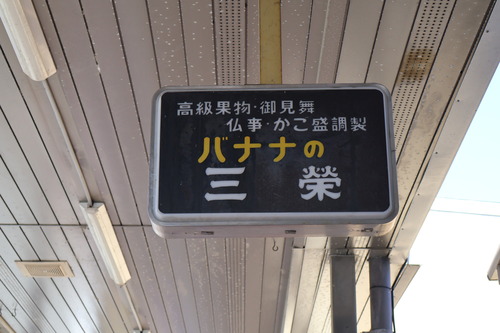 高級果物・御見舞
仏事・かご盛調製
バナナの
三榮